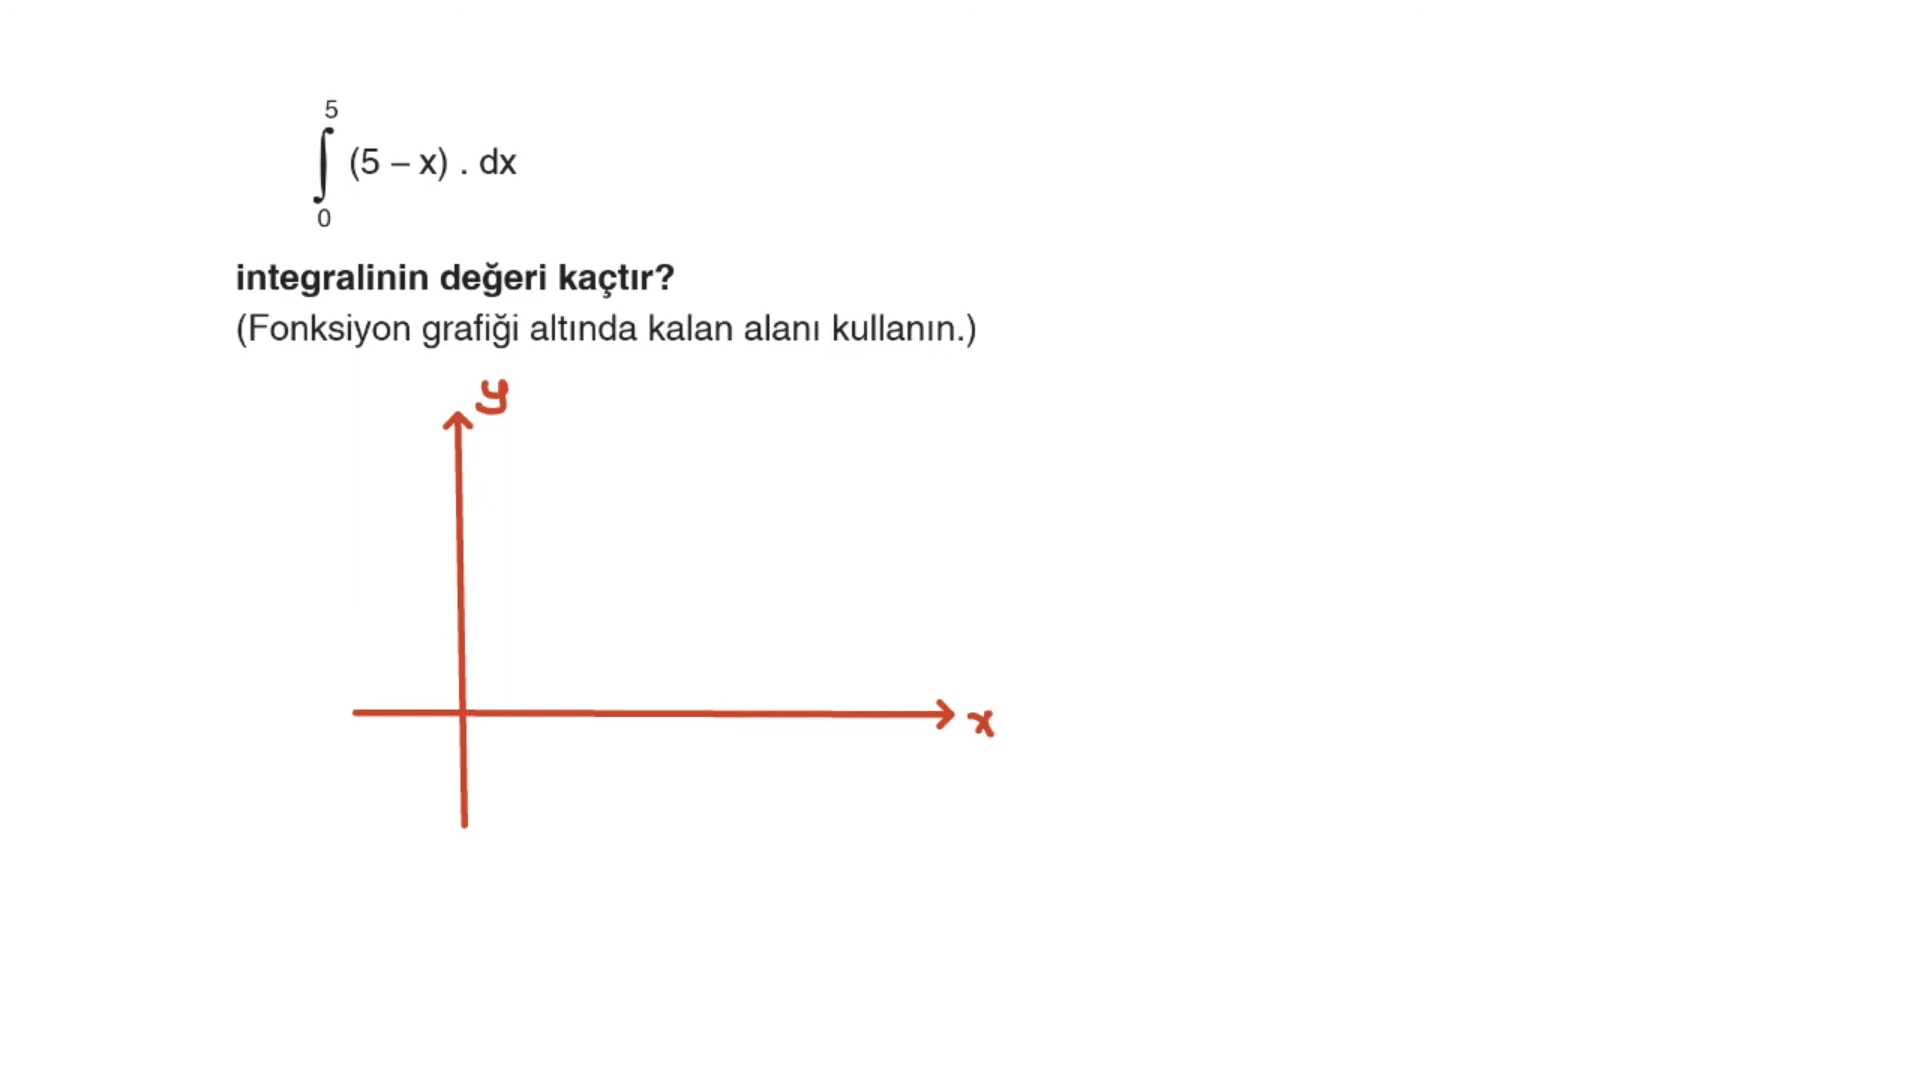 5
∫ (5 – x) . dx
0
integralinin değeri kaçtır?
(Fonksiyon grafiği altında kalan alanı kullanın.)
y
x